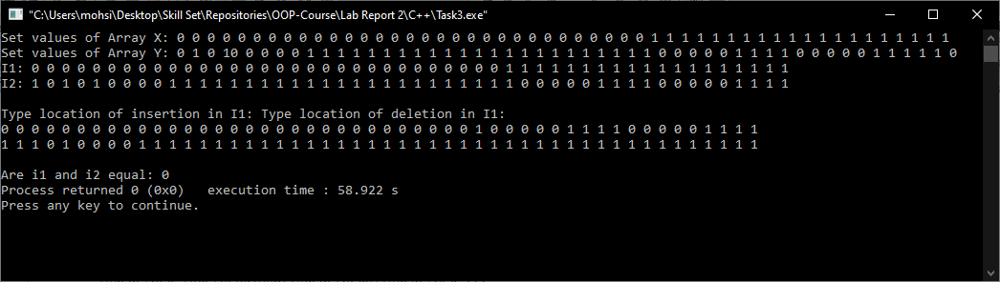 "C:\Users\mohsi\Desktop\Skill Set\Repositories\OOP-Course\Lab Report 2\C++\Task3.exe"
Set values of Array X: 0 0 0 0 0 0 0 0 0 0 0 0 0 0 0 0 0 0 0 0 0 0 0 0 0 0 0 0 0 0 0 1 1 1 1 1 1 1 1 1 1 1 1 1 1 1 1 1 1 1 1
Set values of Array Y: 0 1 0 10 0 0 0 0 1 1 1 1 1 1 1 1 1 1 1 1 1 1 1 1 1 1 1 1 1 1 1 0 0 0 0 0 1 1 1 1 0 0 0 0 0 1 1 1 1 1 0
I1: 0 0 0 0 0 0 0 0 0 0 0 0 0 0 0 0 0 0 0 0 0 0 0 0 0 0 0 0 0 0 0 1 1 1 1 1 1 1 1 1 1 1 1 1 1 1 1 1 1 1
I2: 1 0 1 0 1 0 0 0 0 1 1 1 1 1 1 1 1 1 1 1 1 1 1 1 1 1 1 1 1 1 1 1 0 0 0 0 0 1 1 1 1 0 0 0 0 0 1 1 1 1
Type location of insertion in I1: Type location of deletion in I1:
0 0 0 0 0 0 0 0 0 0 0 0 0 0 0 0 0 0 0 0 0 0 0 0 0 0 0 0 0 0 0 1 0 0 0 0 0 1 1 1 1 0 0 0 0 0 1 1 1 1
1 1 1 0 1 0 0 0 0 1 1 1 1 1 1 1 1 1 1 1 1 1 1 1 1 1 1 1 1 1 1 1 1 1 1 1 1 1 1 1 1 1 1 1 1 1 1 1 1 1
Are i1 and i2 equal: 0
Process returned 0 (0x0)   execution time : 58.922 s
Press any key to continue.